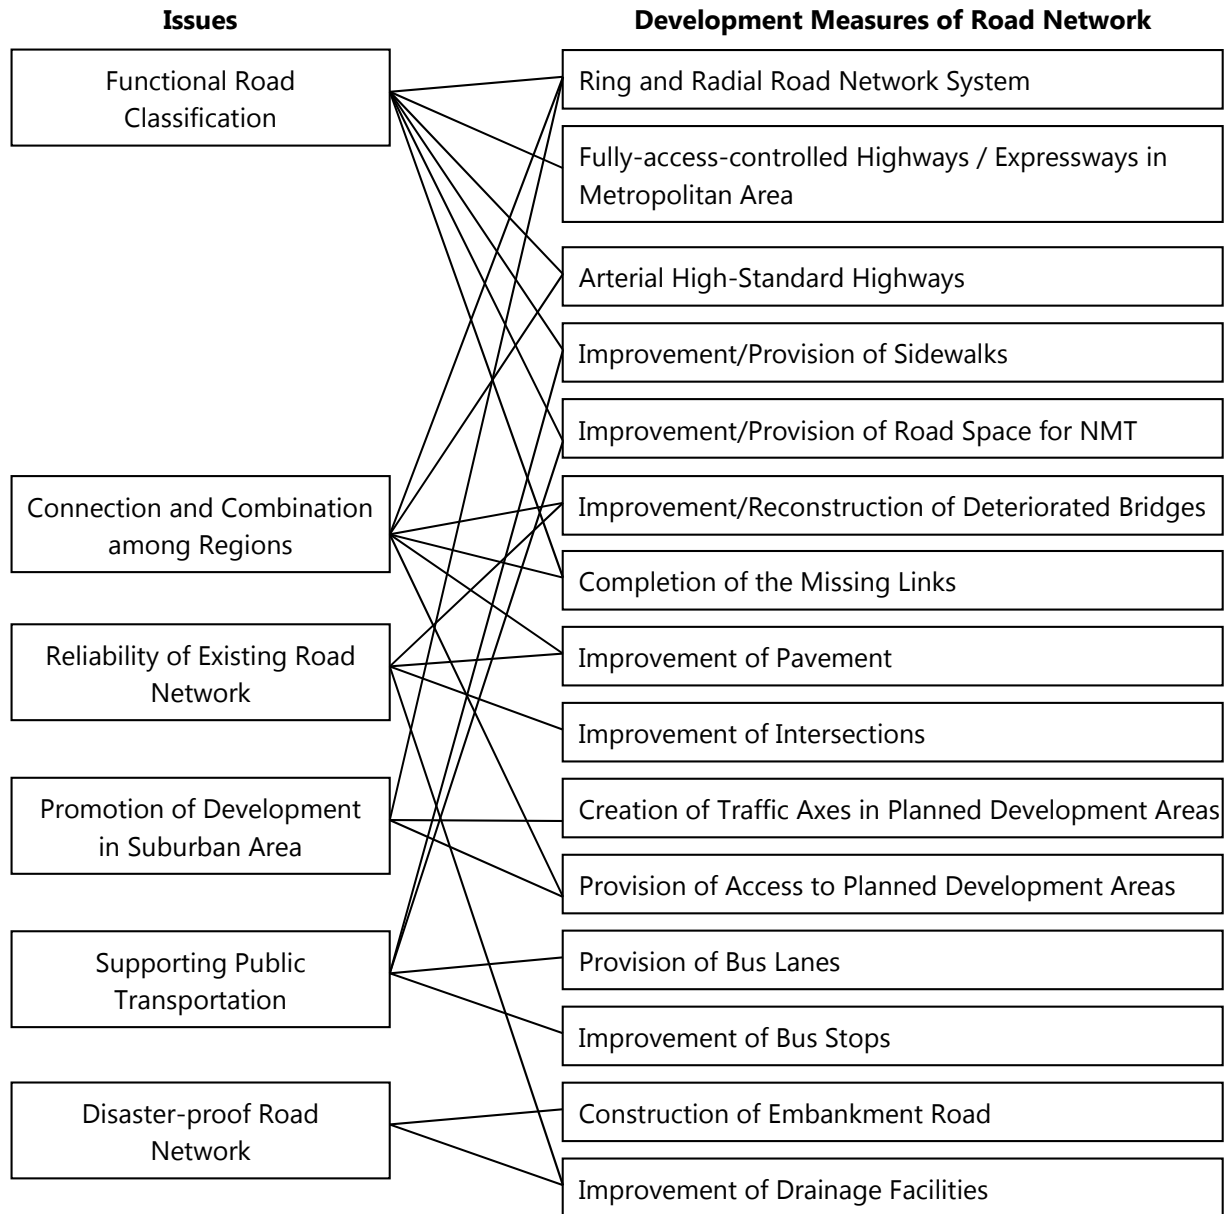 Issues
Development Measures of Road Network
Functional Road
Classification
Connection and Combination
among Regions
Reliability of Existing Road
Network
Promotion of Development
in Suburban Area
Supporting Public
Transportation
Disaster-proof Road
Network
Ring and Radial Road Network System
Fully-access-controlled Highways / Expressways in
Metropolitan Area
Arterial High-Standard Highways
Improvement/Provision of Sidewalks
Improvement/Provision of Road Space for NMT
Improvement/Reconstruction of Deteriorated Bridges
Completion of the Missing Links
Improvement of Pavement
Improvement of Intersections
Creation of Traffic Axes in Planned Development Areas
Provision of Access to Planned Development Areas
Provision of Bus Lanes
Improvement of Bus Stops
Construction of Embankment Road
Improvement of Drainage Facilities